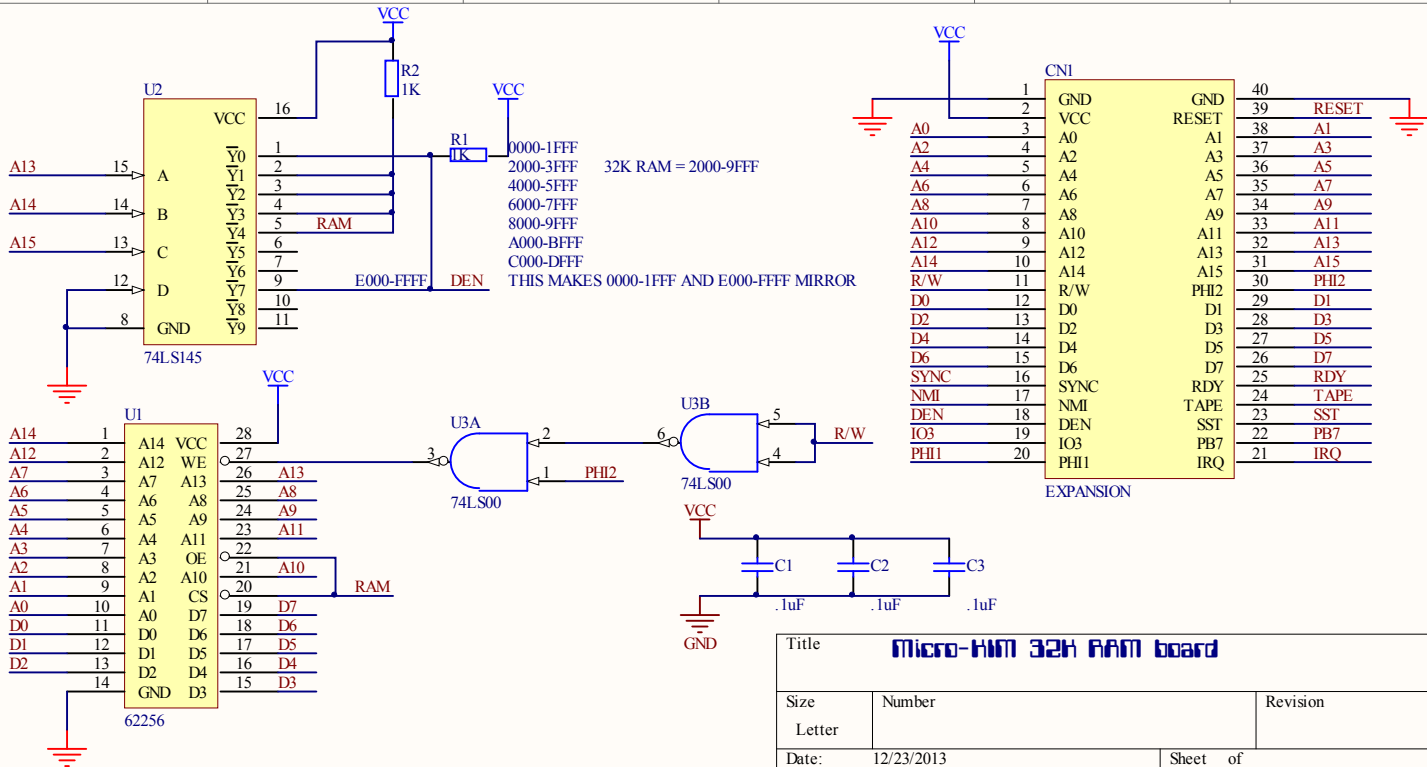 VCC
R2
1K
U2
VCC
16
A13
15
A
A14
14
B
A15
13
C
12
D
8
GND
Y0
1
Y1
2
Y2
3
Y3
4
Y4
5
RAM
Y5
6
Y6
7
Y7
9
E000-FFFF
DEN
Y8
10
Y9
11
74LS145
VCC
R1
1K
0000-1FFF
2000-3FFF 32K RAM = 2000-9FFF
4000-5FFF
6000-7FFF
8000-9FFF
A000-BFFF
C000-DFFF
THIS MAKES 0000-1FFF AND E000-FFFF MIRROR
VCC
CN1
1 GND GND 40
2 VCC RESET 39 RESET
A0 3 A0 A1 38 A1
A2 4 A2 A3 37 A3
A4 5 A4 A5 36 A5
A6 6 A6 A7 35 A7
A8 7 A8 A9 34 A9
A10 8 A10 A11 33 A11
A12 9 A12 A13 32 A13
A14 10 A14 A15 31 A15
R/W 11 R/W PHI2 30 PHI2
D0 12 D0 D1 29 D1
D2 13 D2 D3 28 D3
D4 14 D4 D5 27 D5
D6 15 D6 D7 26 D7
SYNC 16 SYNC RDY 25 RDY
NMI 17 NMI TAPE 24 TAPE
DEN 18 DEN SST 23 SST
IO3 19 IO3 PB7 22 PB7
PHI1 20 PHI1 IRQ 21 IRQ
EXPANSION
VCC
U1
A14 1 A14 VCC 28
A12 2 A12 WE 27
A7 3 A7 A13 26 A13
A6 4 A6 A8 25 A8
A5 5 A5 A9 24 A9
A4 6 A4 A11 23 A11
A3 7 A3 OE 22
A2 8 A2 A10 21 A10
A1 9 A1 CS 20 RAM
A0 10 A0 D7 19 D7
D0 11 D0 D6 18 D6
D1 12 D1 D5 17 D5
D2 13 D2 D4 16 D4
14 GND D3 15 D3
62256
U3A
3
2
1 PHI2
74LS00
U3B
6
5
4
R/W
74LS00
VCC
C1
C2
C3
.1uF
.1uF
.1uF
GND
Title Micro-KIM 32K RAM board
Size Number Revision
Letter
Date: 12/23/2013 Sheet of